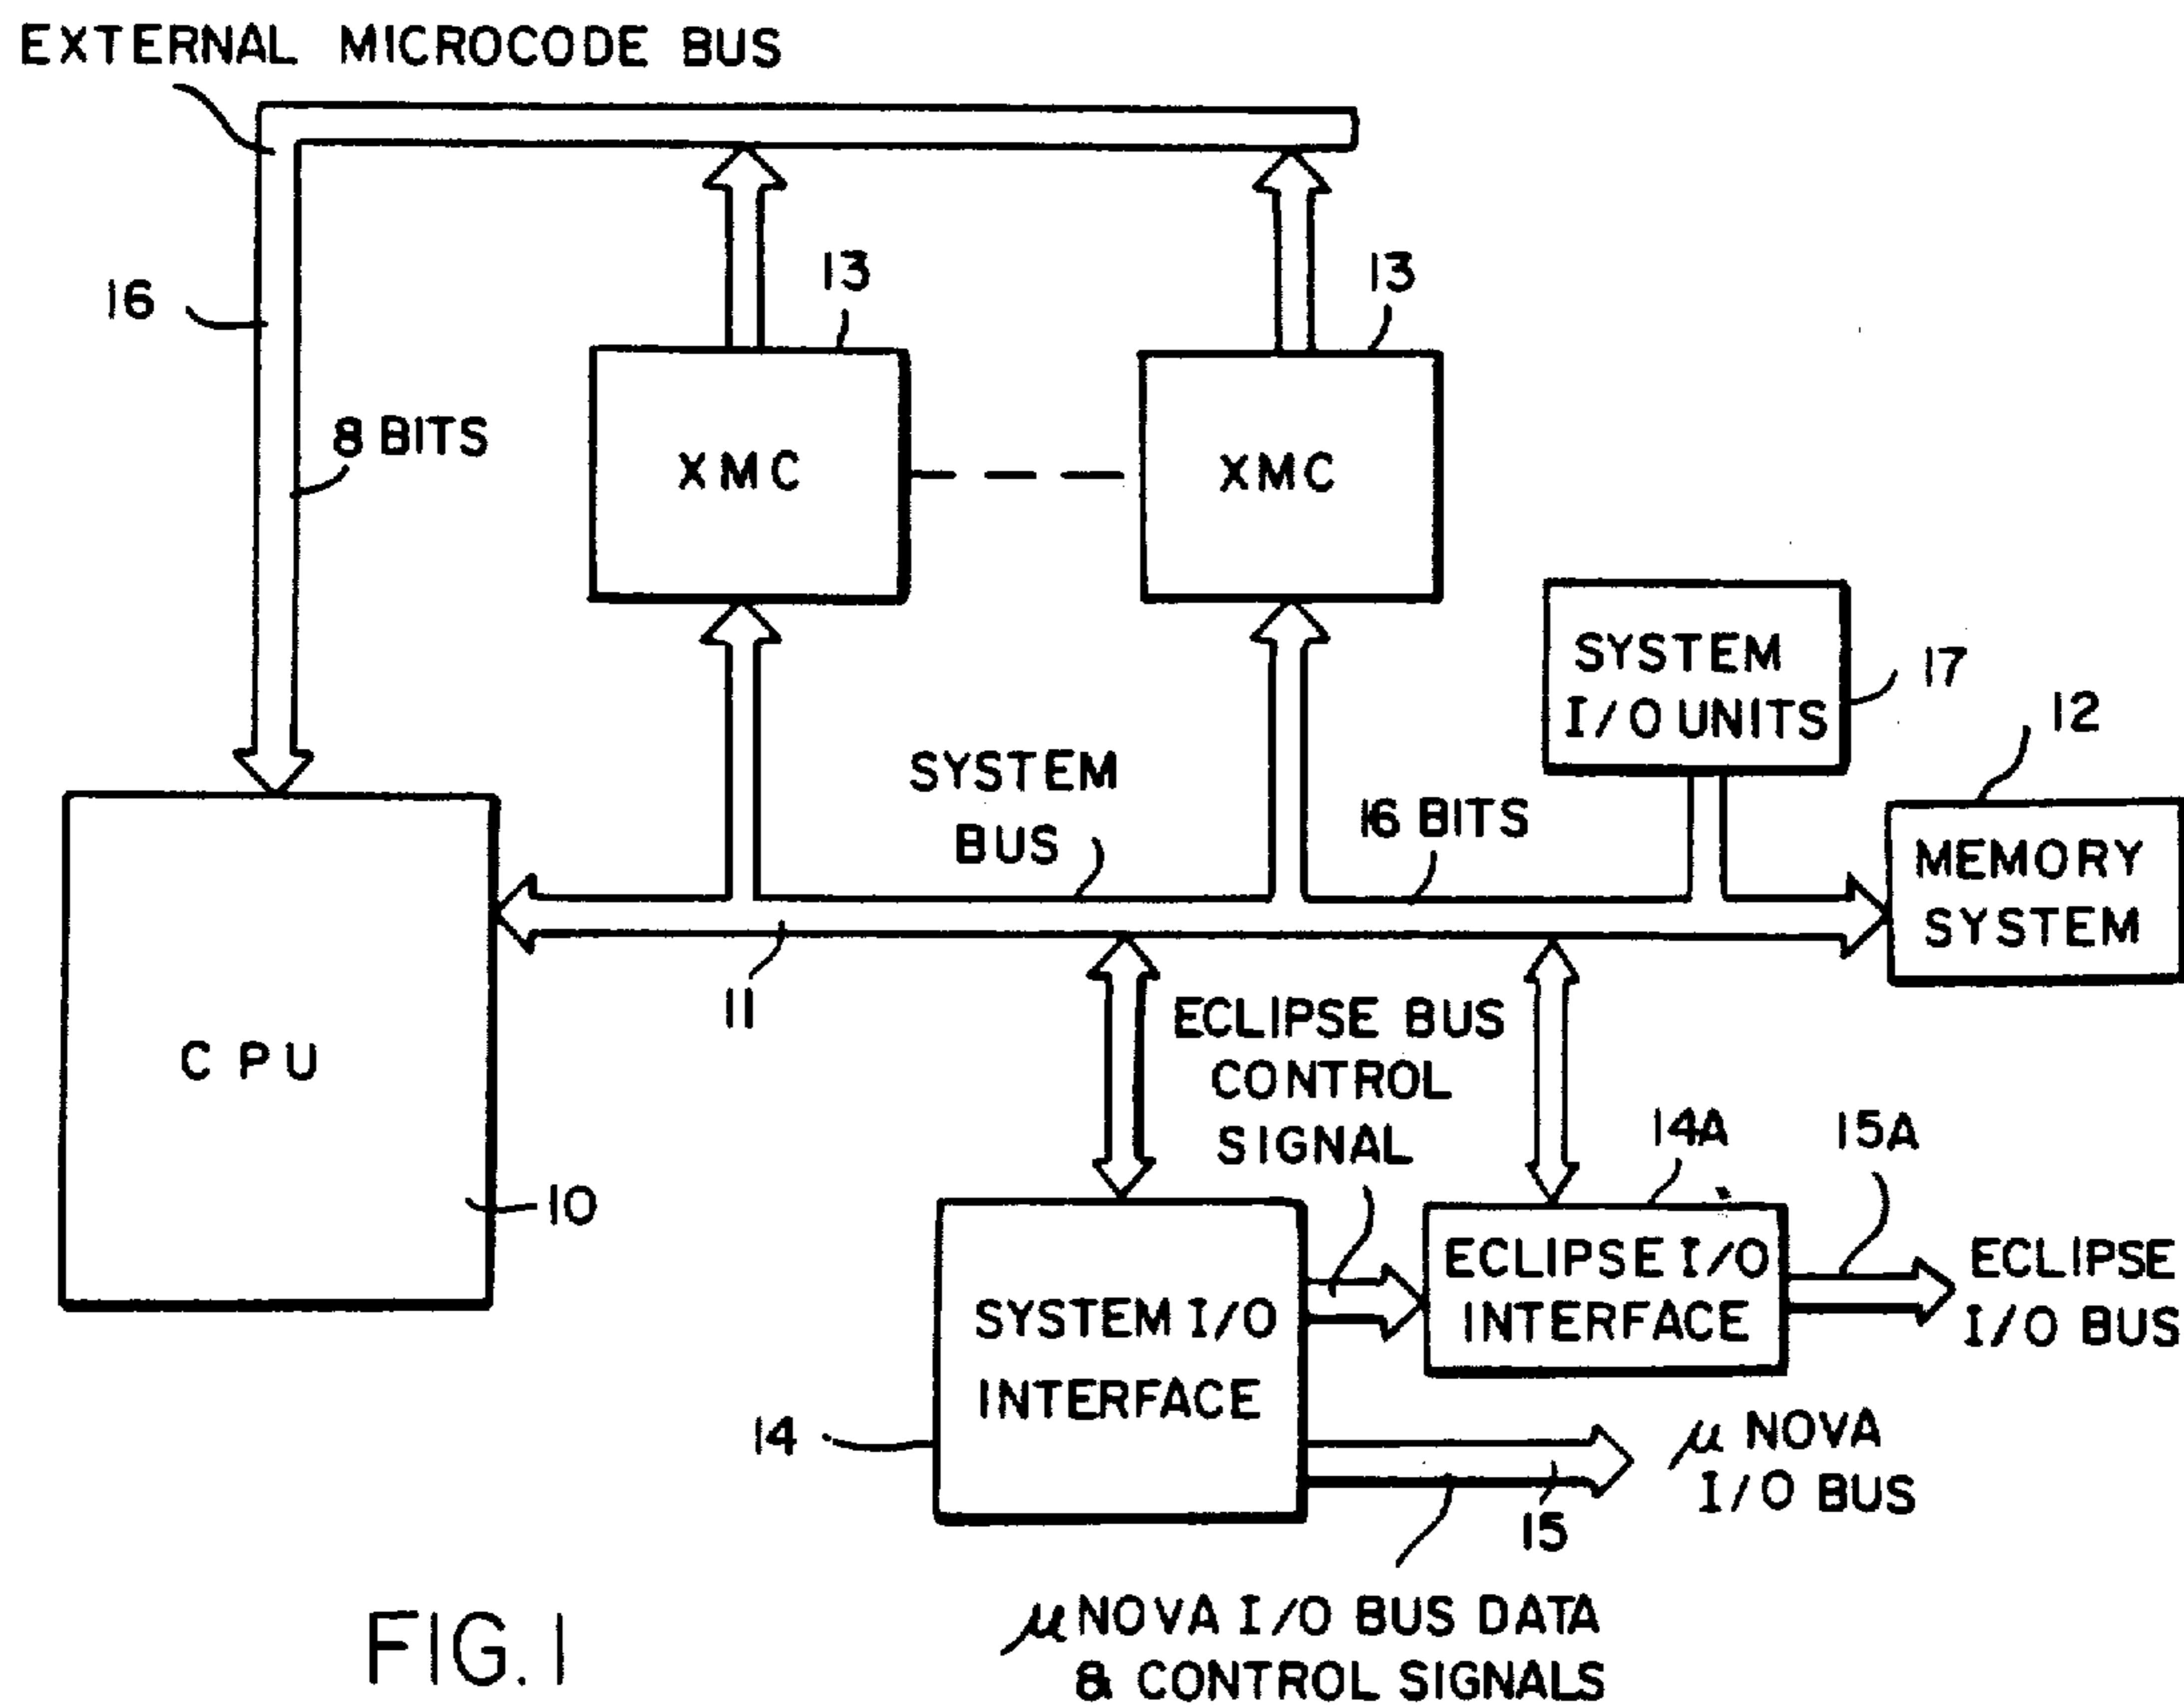 EXTERNAL MICROCODE BUS
13
13
16
8 BITS
XMC
XMC
SYSTEM
I/O UNITS
17
12
SYSTEM
BUS
16 BITS
MEMORY
SYSTEM
11
CPU
ECLIPSE BUS
CONTROL
SIGNAL
14A
15A
10
ECLIPSE I/O
INTERFACE
ECLIPSE
I/O BUS
SYSTEM I/O
INTERFACE
14
μ NOVA
I/O BUS
15
μ NOVA I/O BUS DATA
& CONTROL SIGNALS
FIG. 1